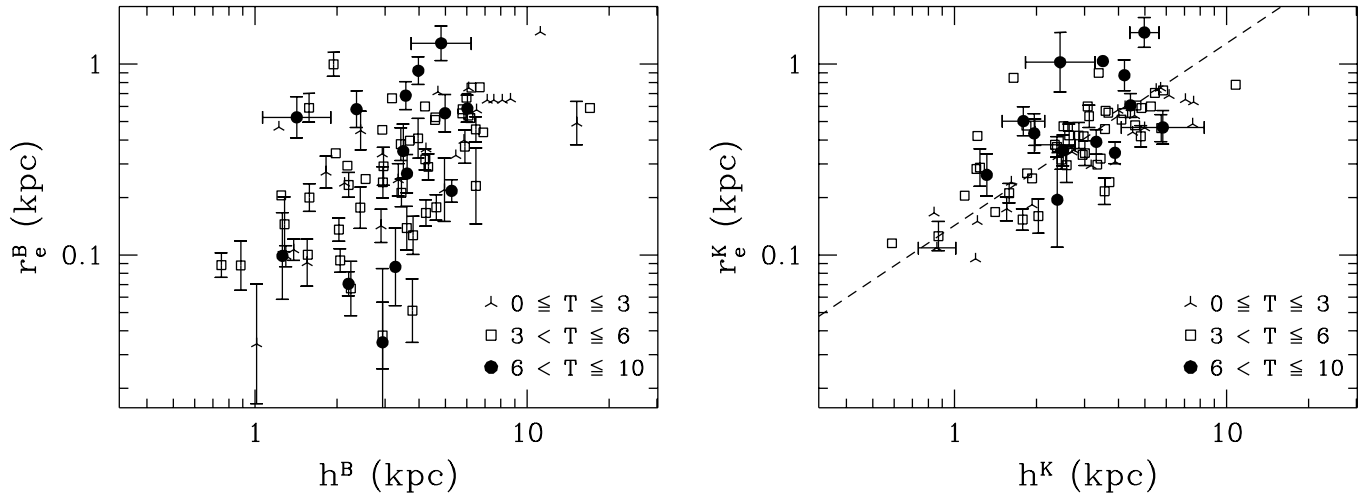 1
0.1
r_e^B (kpc)
1
10
h^B (kpc)
0 ≦ T ≦ 3
3 < T ≦ 6
6 < T ≦ 10
1
0.1
r_e^K (kpc)
1
10
h^K (kpc)
0 ≦ T ≦ 3
3 < T ≦ 6
6 < T ≦ 10